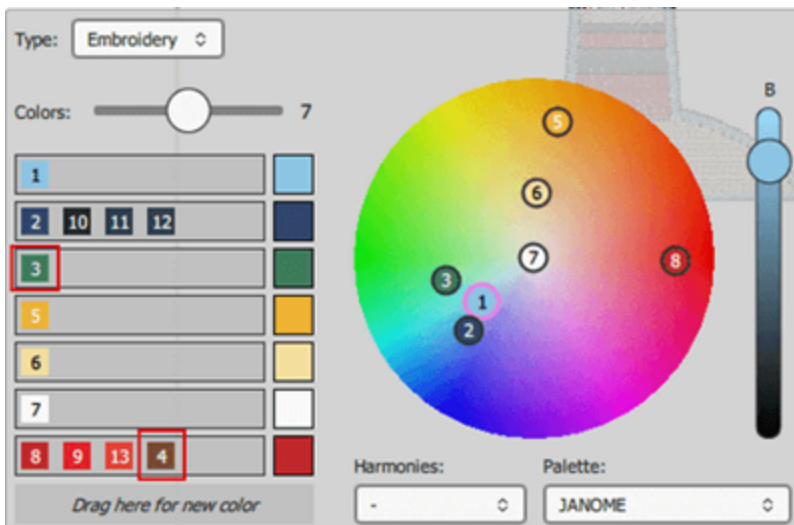 Type: Embroidery
Colors: 7
1
2 10 11 12
3
5
6
7
8 9 13 4
Drag here for new color
B
5
6
7
8
3
1
2
Harmonies: Palette:
- JANOME